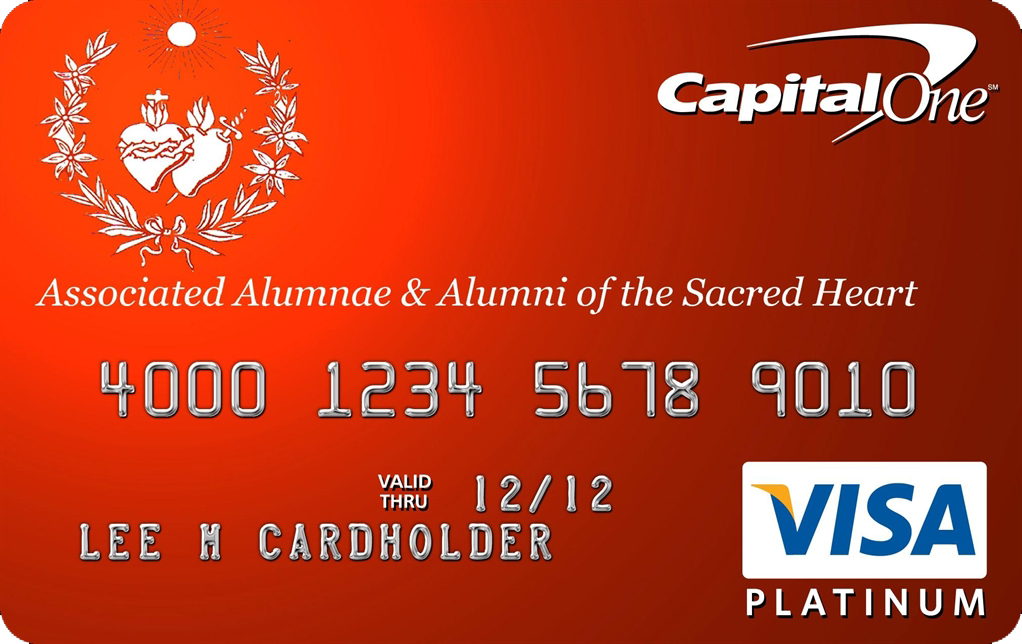 Capital One SM
Associated Alumnae & Alumni of the Sacred Heart
4000 1234 5678 9010
VALID
THRU 12/12
LEE M CARDHOLDER
VISA
PLATINUM